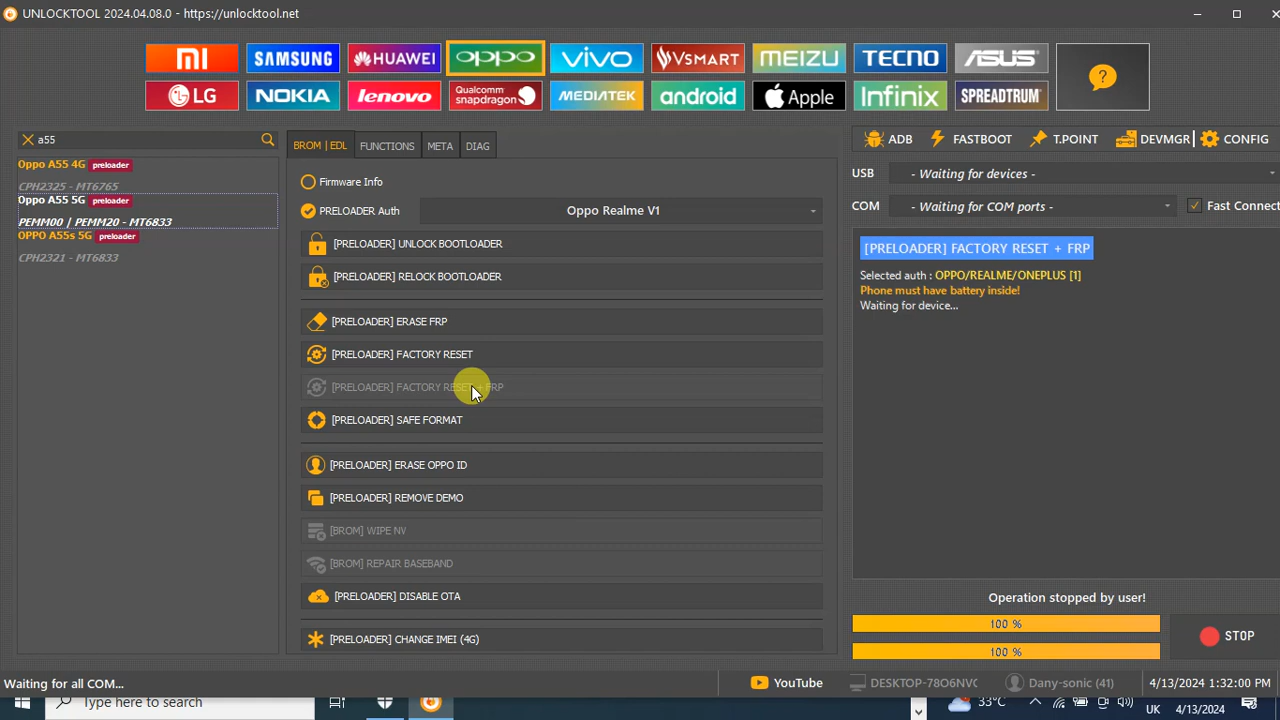 UNLOCKTOOL 2024.04.08.0 - https://unlocktool.net
MI SAMSUNG HUAWEI oppo vivo VSMART MEIZU TECNO ASUS ?
LG NOKIA lenovo Qualcomm snapdragon MEDIATEK android Apple Infinix SPREADTRUM
a55
Oppo A55 4G preloader
CPH2325 - MT6765
Oppo A55 5G preloader
PEMM00 | PEMM20 - MT6833
OPPO A55s 5G preloader
CPH2321 - MT6833
BROM | EDL FUNCTIONS META DIAG
Firmware Info
PRELOADER Auth Oppo Realme V1
[PRELOADER] UNLOCK BOOTLOADER
[PRELOADER] RELOCK BOOTLOADER
[PRELOADER] ERASE FRP
[PRELOADER] FACTORY RESET
[PRELOADER] FACTORY RESET + FRP
[PRELOADER] SAFE FORMAT
[PRELOADER] ERASE OPPO ID
[PRELOADER] REMOVE DEMO
[BROM] WIPE NV
[BROM] REPAIR BASEBAND
[PRELOADER] DISABLE OTA
[PRELOADER] CHANGE IMEI (4G)
ADB FASTBOOT T.POINT DEVMGR CONFIG
USB - Waiting for devices -
COM - Waiting for COM ports - Fast Connect
[PRELOADER] FACTORY RESET + FRP
Selected auth : OPPO/REALME/ONEPLUS [1]
Phone must have battery inside!
Waiting for device...
Operation stopped by user!
100 %
100 %
STOP
Waiting for all COM... YouTube DESKTOP-78O6NVC Dany-sonic (41) 4/13/2024 1:32:00 PM
Type here to search 33°C UK 4/13/2024